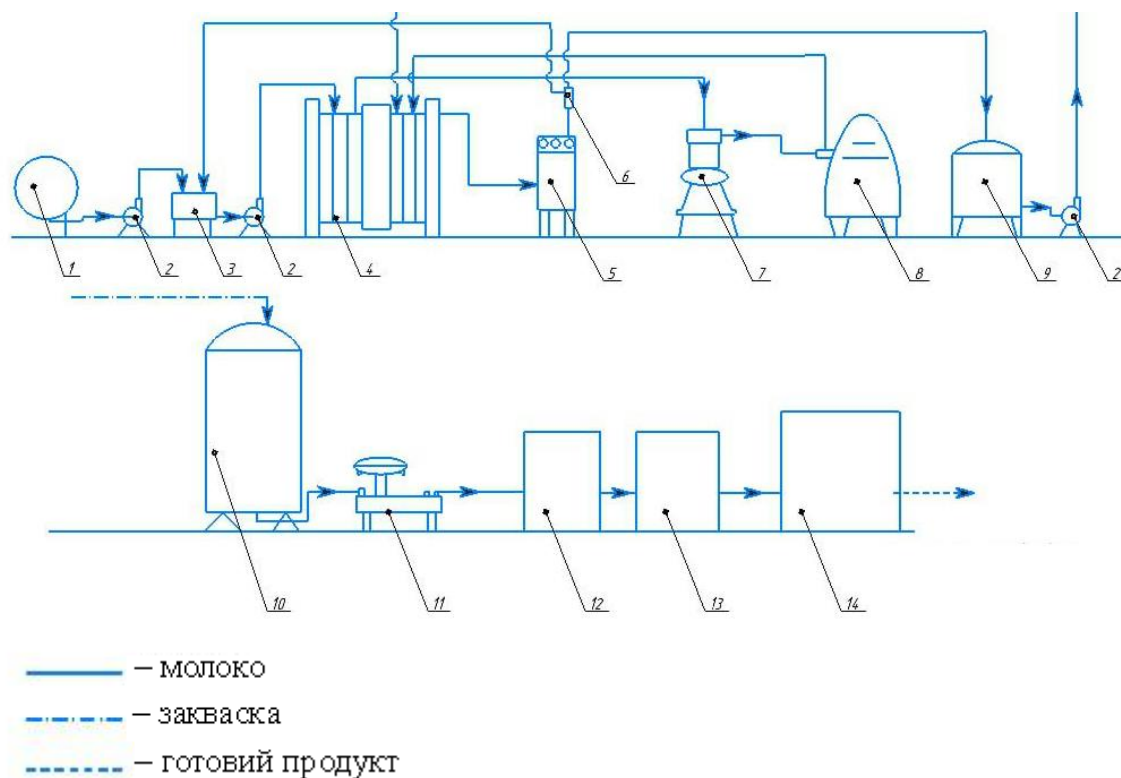 6
1 2 3 2 4 5 7 8 9 2
10 11 12 13 14
– молоко
– закваска
– готовий продукт